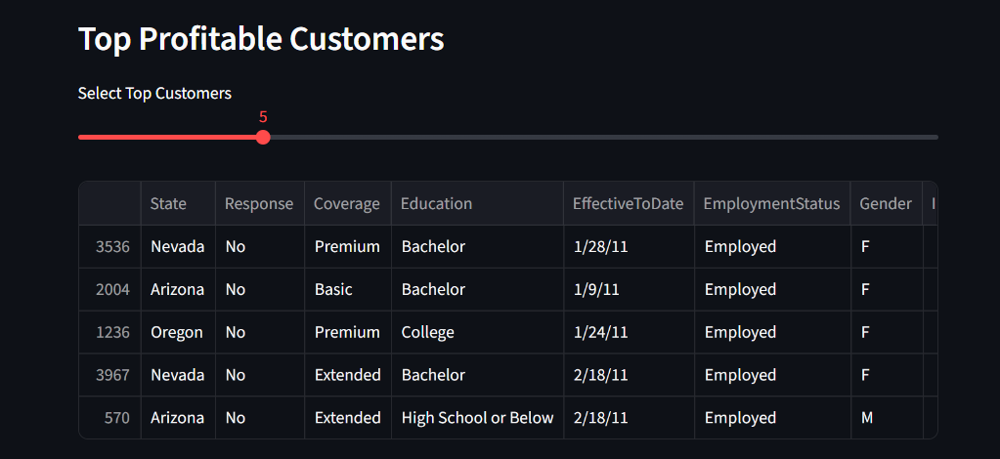 Top Profitable Customers
Select Top Customers
5
State Response Coverage Education EffectiveToDate EmploymentStatus Gender
3536 Nevada No Premium Bachelor 1/28/11 Employed F
2004 Arizona No Basic Bachelor 1/9/11 Employed F
1236 Oregon No Premium College 1/24/11 Employed F
3967 Nevada No Extended Bachelor 2/18/11 Employed F
570 Arizona No Extended High School or Below 2/18/11 Employed M